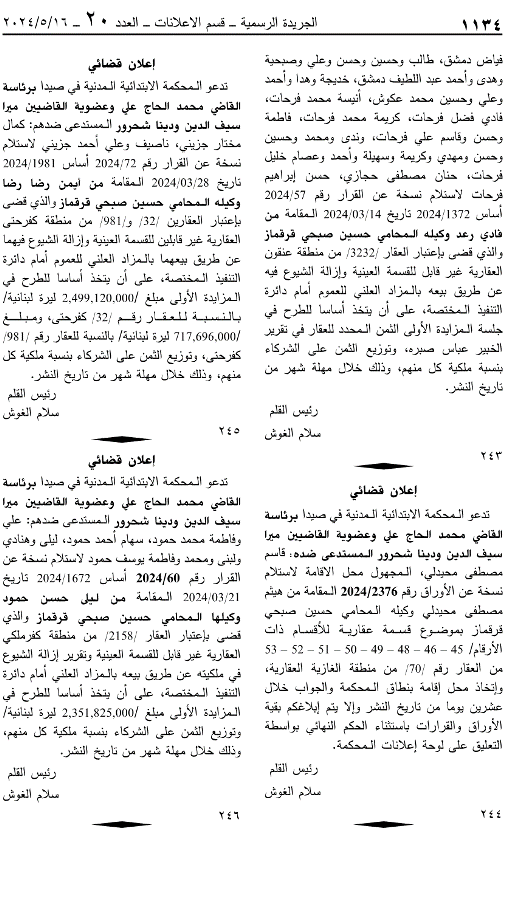 ١١٣٤
الجريدة الرسمية – قسم الاعلانات – العدد ٢٠ – ٢٠٢٤/٥/١٦
فياض دمشق، طالب وحسين وحسن وعلي وصبحية
وهدى وأحمد عبد اللطيف دمشق، خديجة وهدا وأحمد
وعلي وحسين محمد عكوش، أنيسة محمد فرحات،
فادي فضل فرحات، كريمة محمد فرحات، فاطمة
وحسن وقاسم علي فرحات، وندى ومحمد وحسين
وحسن ومهدي وكريمة وسهيلة وأحمد وعصام خليل
فرحات، حنان مصطفى حجازي، حسن إبراهيم
فرحات لاستلام نسخة عن القرار رقم 2024/57
أساس 2024/1372 تاريخ 2024/03/14 المقامة من
فادي رعد وكيله المحامي حسين صبحي قرقماز
والذي قضى بإعتبار العقار /3232/ من منطقة عنقون
العقارية غير قابل للقسمة العينية وإزالة الشيوع فيه
عن طريق بيعه بالمزاد العلني للعموم أمام دائرة
التنفيذ المختصة، على أن يتخذ أساسا للطرح في
جلسة المزايدة الأولى الثمن المحدد للعقار في تقرير
الخبير عباس صبره، وتوزيع الثمن على الشركاء
بنسبة ملكية كل منهم، وذلك خلال مهلة شهر من
تاريخ النشر.
رئيس القلم
سلام الغوش
٢٤٣
إعلان قضائي
تدعو المحكمة الابتدائية المدنية في صيدا برئاسة
القاضي محمد الحاج علي وعضوية القاضيين ميرا
سيف الدين ودينا شحرور المستدعى ضده: قاسم
مصطفى محيدلي، المجهول محل الاقامة لاستلام
نسخة عن الأوراق رقم 2024/2376 المقامة من هيثم
مصطفى محيدلي وكيله المحامي حسين صبحي
قرقماز بموضوع قسمة عقارية للأقسام ذات
الأرقام/ 45 – 46 – 48 – 49 – 50 – 51 – 52 – 53
من العقار رقم /70/ من منطقة الغازية العقارية،
وإتخاذ محل إقامة بنطاق المحكمة والجواب خلال
عشرين يوما من تاريخ النشر وإلا يتم إبلاغكم بقية
الأوراق والقرارات باستثناء الحكم النهائي بواسطة
التعليق على لوحة إعلانات المحكمة.
رئيس القلم
سلام الغوش
٢٤٤
إعلان قضائي
تدعو المحكمة الابتدائية المدنية في صيدا برئاسة
القاضي محمد الحاج علي وعضوية القاضيين ميرا
سيف الدين ودينا شحرور المستدعى ضدهم: كمال
مختار جزيني، ناصيف وعلي أحمد جزيني لاستلام
نسخة عن القرار رقم 2024/72 أساس 2024/1981
تاريخ 2024/03/28 المقامة من ايمن رضا رضا
وكيله المحامي حسين صبحي قرقماز والذي قضى
بإعتبار العقارين /32/ و/981/ من منطقة كفرحتى
العقارية غير قابلين للقسمة العينية وإزالة الشيوع فيهما
عن طريق بيعهما بالمزاد العلني للعموم أمام دائرة
التنفيذ المختصة، على أن يتخذ أساسا للطرح في
المزايدة الأولى مبلغ /2,499,120,000 ليرة لبنانية/
بالنسبة للعقار رقم /32/ كفرحتى، ومبلغ
/717,696,000 ليرة لبنانية/ بالنسبة للعقار رقم /981/
كفرحتى، وتوزيع الثمن على الشركاء بنسبة ملكية كل
منهم، وذلك خلال مهلة شهر من تاريخ النشر.
رئيس القلم
سلام الغوش
٢٤٥
إعلان قضائي
تدعو المحكمة الابتدائية المدنية في صيدا برئاسة
القاضي محمد الحاج علي وعضوية القاضيين ميرا
سيف الدين ودينا شحرور المستدعى ضدهم: علي
وفاطمة محمد حمود، سهام أحمد حمود، ليلى وهنادي
ولبنى ومحمد وفاطمة يوسف حمود لاستلام نسخة عن
القرار رقم 2024/60 أساس 2024/1672 تاريخ
2024/03/21 المقامة من ليلى حسن حمود
وكيلها المحامي حسين صبحي قرقماز والذي
قضى بإعتبار العقار /2158/ من منطقة كفرملكي
العقارية غير قابل للقسمة العينية وتقرير إزالة الشيوع
في ملكيته عن طريق بيعه بالمزاد العلني أمام دائرة
التنفيذ المختصة، على أن يتخذ أساسا للطرح في
المزايدة الأولى مبلغ /2,351,825,000 ليرة لبنانية/
وتوزيع الثمن على الشركاء بنسبة ملكية كل منهم،
وذلك خلال مهلة شهر من تاريخ النشر.
رئيس القلم
سلام الغوش
٢٤٦